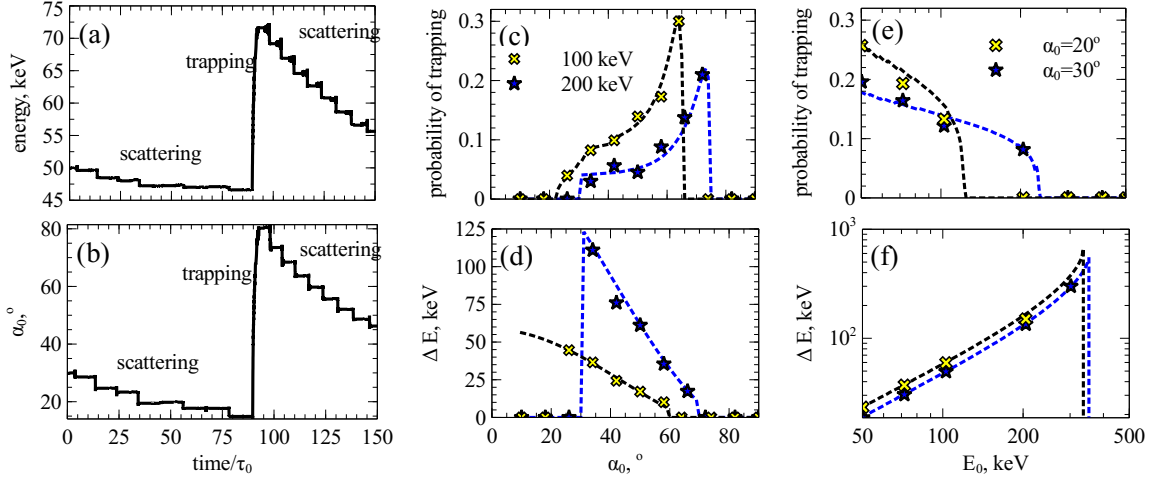 (a)
energy, keV
75
70
65
60
55
50
45
scattering
trapping
scattering
(b)
α₀,°
80
60
40
20
scattering
trapping
scattering
0 25 50 75 100 125 150
time/τ₀
(c)
probability of trapping
0.3
0.2
0.1
0
100 keV
200 keV
(d)
Δ E, keV
125
100
75
50
25
0
0 20 40 60 80
α₀, °
(e)
probability of trapping
0.3
0.2
0.1
0
α₀=20°
α₀=30°
(f)
Δ E, keV
10³
10²
50 100 200 500
E₀, keV